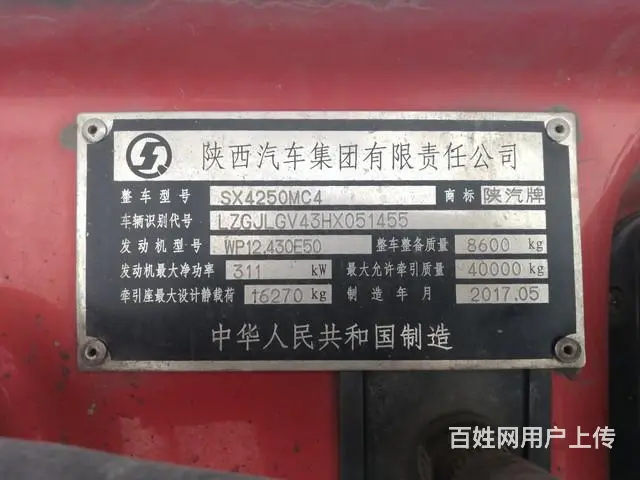 陕西汽车集团有限责任公司
整车型号 SX4250MC4 商标 陕汽牌
车辆识别代号 LZGJLGV43HX051455
发动机型号 WP12.430E50 整车整备质量 8600 kg
发动机最大净功率 311 kW 最大允许牵引质量 40000 kg
牵引座最大设计静载荷 16270 kg 制造年月 2017.05
中华人民共和国制造
百姓网用户上传